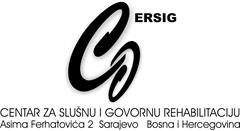 ERSIG
CENTAR ZA SLUŠNU I GOVORNU REHABILITACIJU
Asima Ferhatovića 2 Sarajevo Bosna i Hercegovina